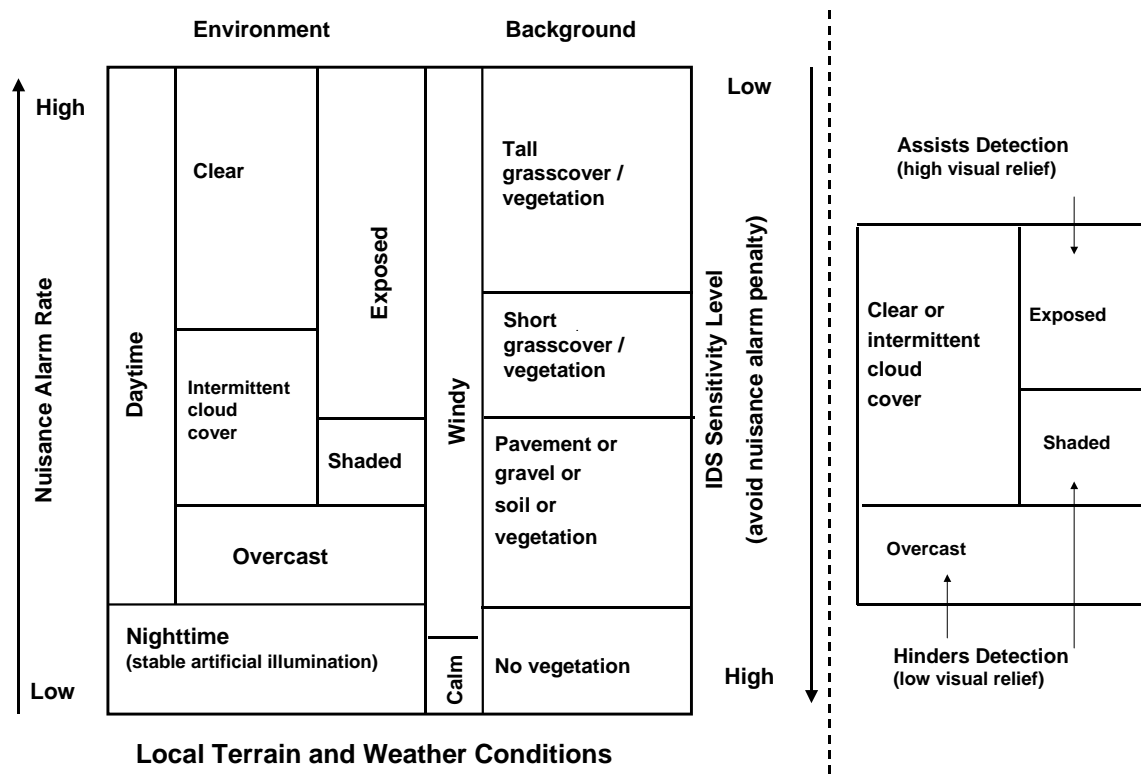 Environment
Background
High
Low
Nuisance Alarm Rate
Daytime
Clear
Intermittent
cloud
cover
Exposed
Shaded
Overcast
Nighttime
(stable artificial illumination)
Windy
Calm
Tall
grasscover /
vegetation
Short
grasscover /
vegetation
Pavement or
gravel or
soil or
vegetation
No vegetation
Low
High
IDS Sensitivity Level
(avoid nuisance alarm penalty)
Local Terrain and Weather Conditions
Assists Detection
(high visual relief)
Clear or
intermittent
cloud
cover
Exposed
Shaded
Overcast
Hinders Detection
(low visual relief)